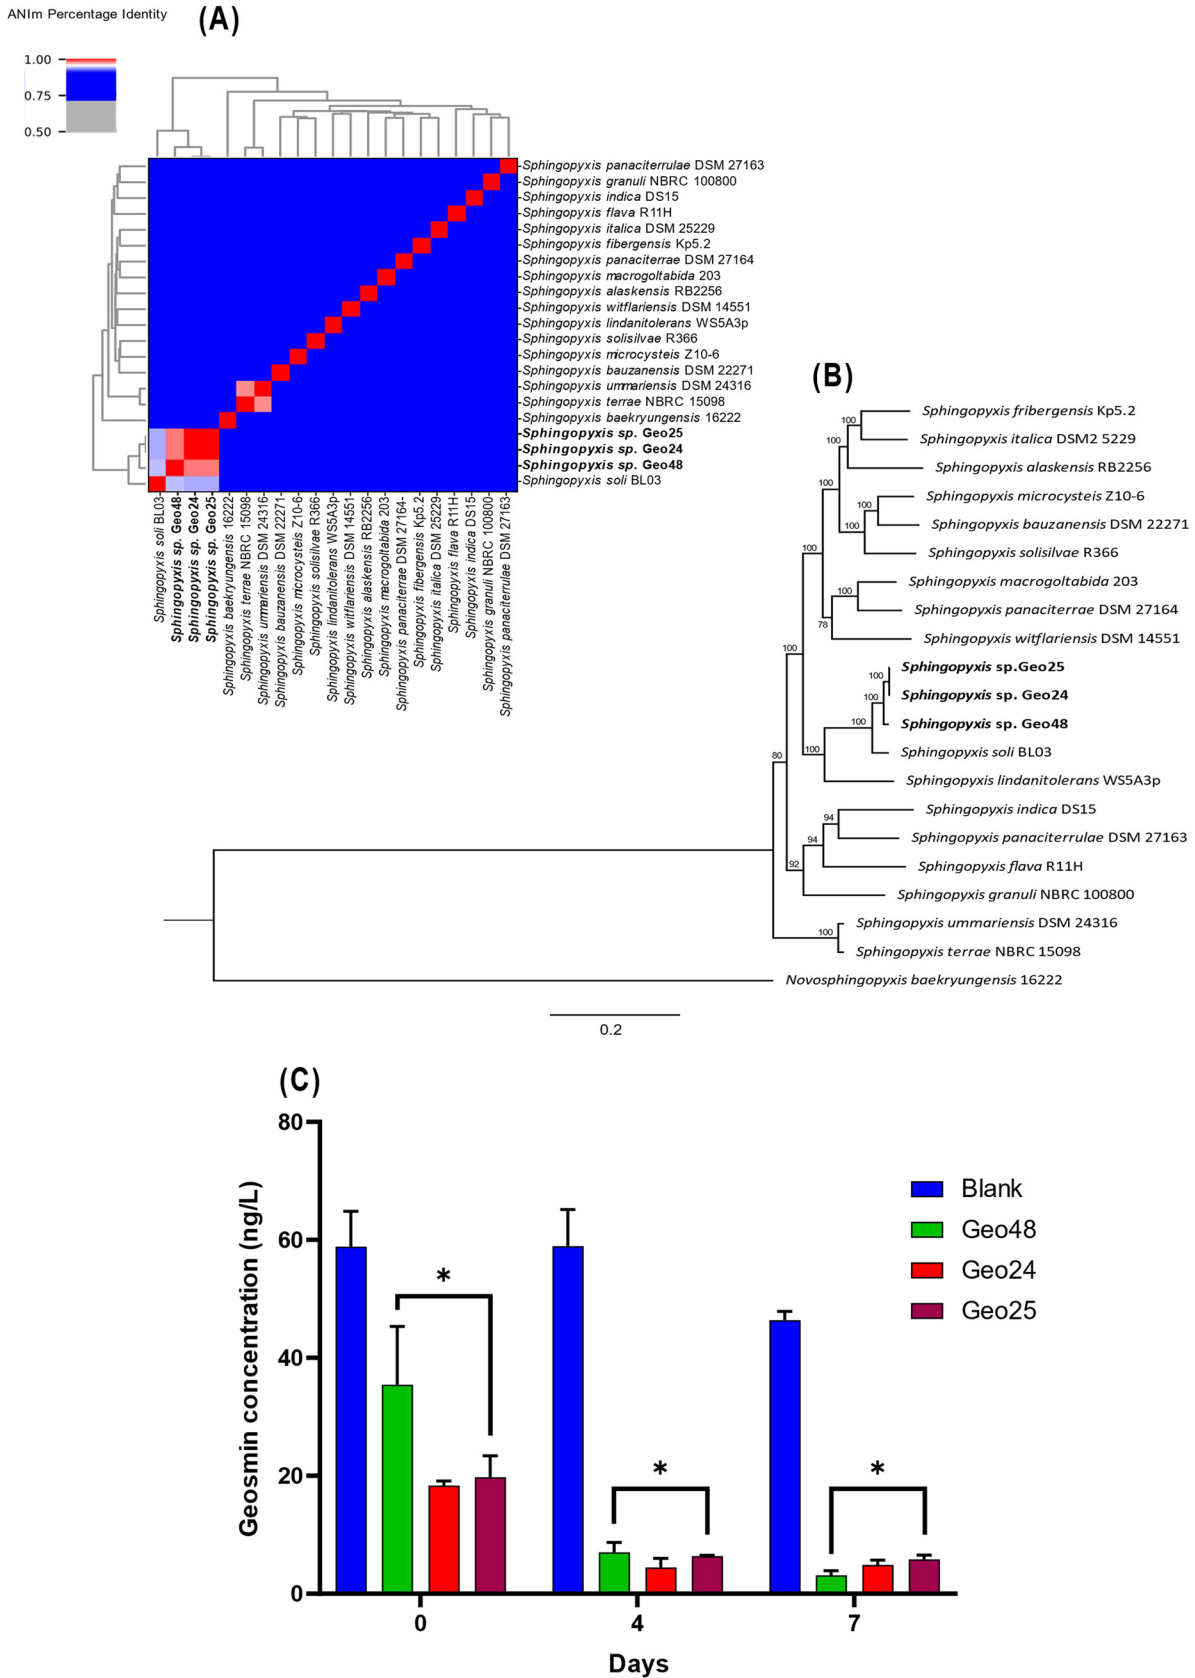 ANIm Percentage Identity
(A)
1.00
0.75
0.50
Sphingopyxis panaciterrulae DSM 27163
Sphingopyxis granuli NBRC 100800
Sphingopyxis indica DS15
Sphingopyxis flava R11H
Sphingopyxis italica DSM 25229
Sphingopyxis fibergensis Kp5.2
Sphingopyxis panaciterrae DSM 27164
Sphingopyxis macrogoltabida 203
Sphingopyxis alaskensis RB2256
Sphingopyxis witflariensis DSM 14551
Sphingopyxis lindanitolerans WS5A3p
Sphingopyxis solisilvae R366
Sphingopyxis microcysteis Z10-6
Sphingopyxis bauzanensis DSM 22271
Sphingopyxis ummariensis DSM 24316
Sphingopyxis terrae NBRC 15098
Sphingopyxis baekryungensis 16222
Sphingopyxis sp. Geo25
Sphingopyxis sp. Geo24
Sphingopyxis sp. Geo48
Sphingopyxis soli BL03
Sphingopyxis soli BL03
Sphingopyxis sp. Geo48
Sphingopyxis sp. Geo24
Sphingopyxis sp. Geo25
Sphingopyxis baekryungensis 16222
Sphingopyxis terrae NBRC 15098
Sphingopyxis ummariensis DSM 24316
Sphingopyxis bauzanensis DSM 22271
Sphingopyxis microcysteis Z10-6
Sphingopyxis solisilvae R366
Sphingopyxis lindanitolerans WS5A3p
Sphingopyxis witflariensis DSM 14551
Sphingopyxis alaskensis RB2256
Sphingopyxis macrogoltabida 203
Sphingopyxis panaciterrae DSM 27164
Sphingopyxis fibergensis Kp5.2
Sphingopyxis italica DSM 25229
Sphingopyxis flava R11H
Sphingopyxis indica DS15
Sphingopyxis granuli NBRC 100800
Sphingopyxis panaciterrulae DSM 27163
(B)
100 Sphingopyxis fribergensis Kp5.2
100 Sphingopyxis italica DSM2 5229
100 Sphingopyxis alaskensis RB2256
100 Sphingopyxis microcysteis Z10-6
Sphingopyxis bauzanensis DSM 22271
100 Sphingopyxis solisilvae R366
100
Sphingopyxis macrogoltabida 203
100 Sphingopyxis panaciterrae DSM 27164
78 Sphingopyxis witflariensis DSM 14551
100
100 Sphingopyxis sp.Geo25
100 Sphingopyxis sp. Geo24
100 Sphingopyxis sp. Geo48
100 Sphingopyxis soli BL03
80 Sphingopyxis lindanitolerans WS5A3p
94 Sphingopyxis indica DS15
94 Sphingopyxis panaciterrulae DSM 27163
92 Sphingopyxis flava R11H
Sphingopyxis granuli NBRC 100800
100 Sphingopyxis ummariensis DSM 24316
Sphingopyxis terrae NBRC 15098
Novosphingopyxis baekryungensis 16222
0.2
(C)
Geosmin concentration (ng/L)
80
60
40
20
0
*
*
*
Blank
Geo48
Geo24
Geo25
0
4
7
Days